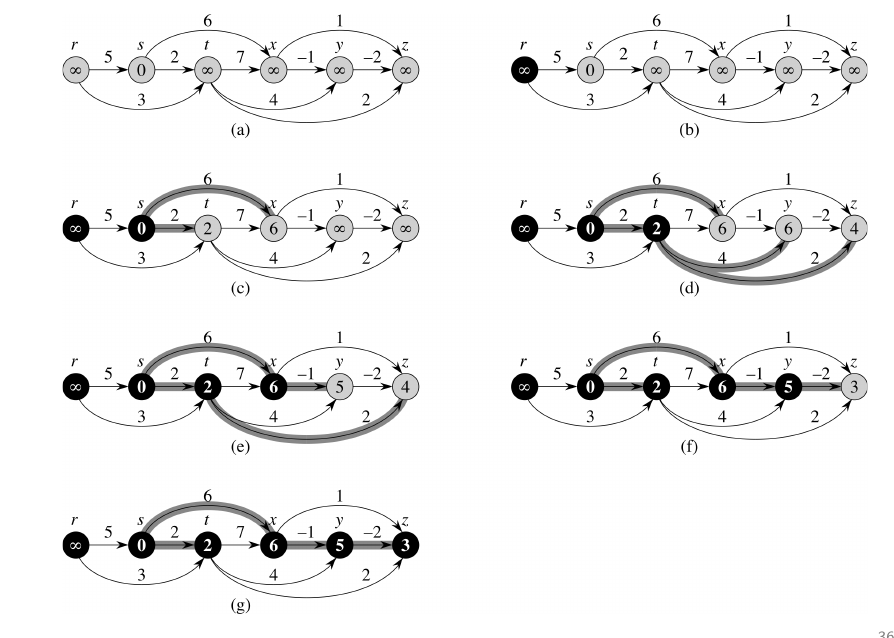 6 1
r s t x y z
5 2 7 –1 –2
∞ 0 ∞ ∞ ∞ ∞
3 4 2
(a)
6 1
r s t x y z
5 2 7 –1 –2
∞ 0 ∞ ∞ ∞ ∞
3 4 2
(b)
6 1
r s t x y z
5 2 7 –1 –2
∞ 0 2 6 ∞ ∞
3 4 2
(c)
6 1
r s t x y z
5 2 7 –1 –2
∞ 0 2 6 6 4
3 4 2
(d)
6 1
r s t x y z
5 2 7 –1 –2
∞ 0 2 6 5 4
3 4 2
(e)
6 1
r s t x y z
5 2 7 –1 –2
∞ 0 2 6 5 3
3 4 2
(f)
6 1
r s t x y z
5 2 7 –1 –2
∞ 0 2 6 5 3
3 4 2
(g)
36